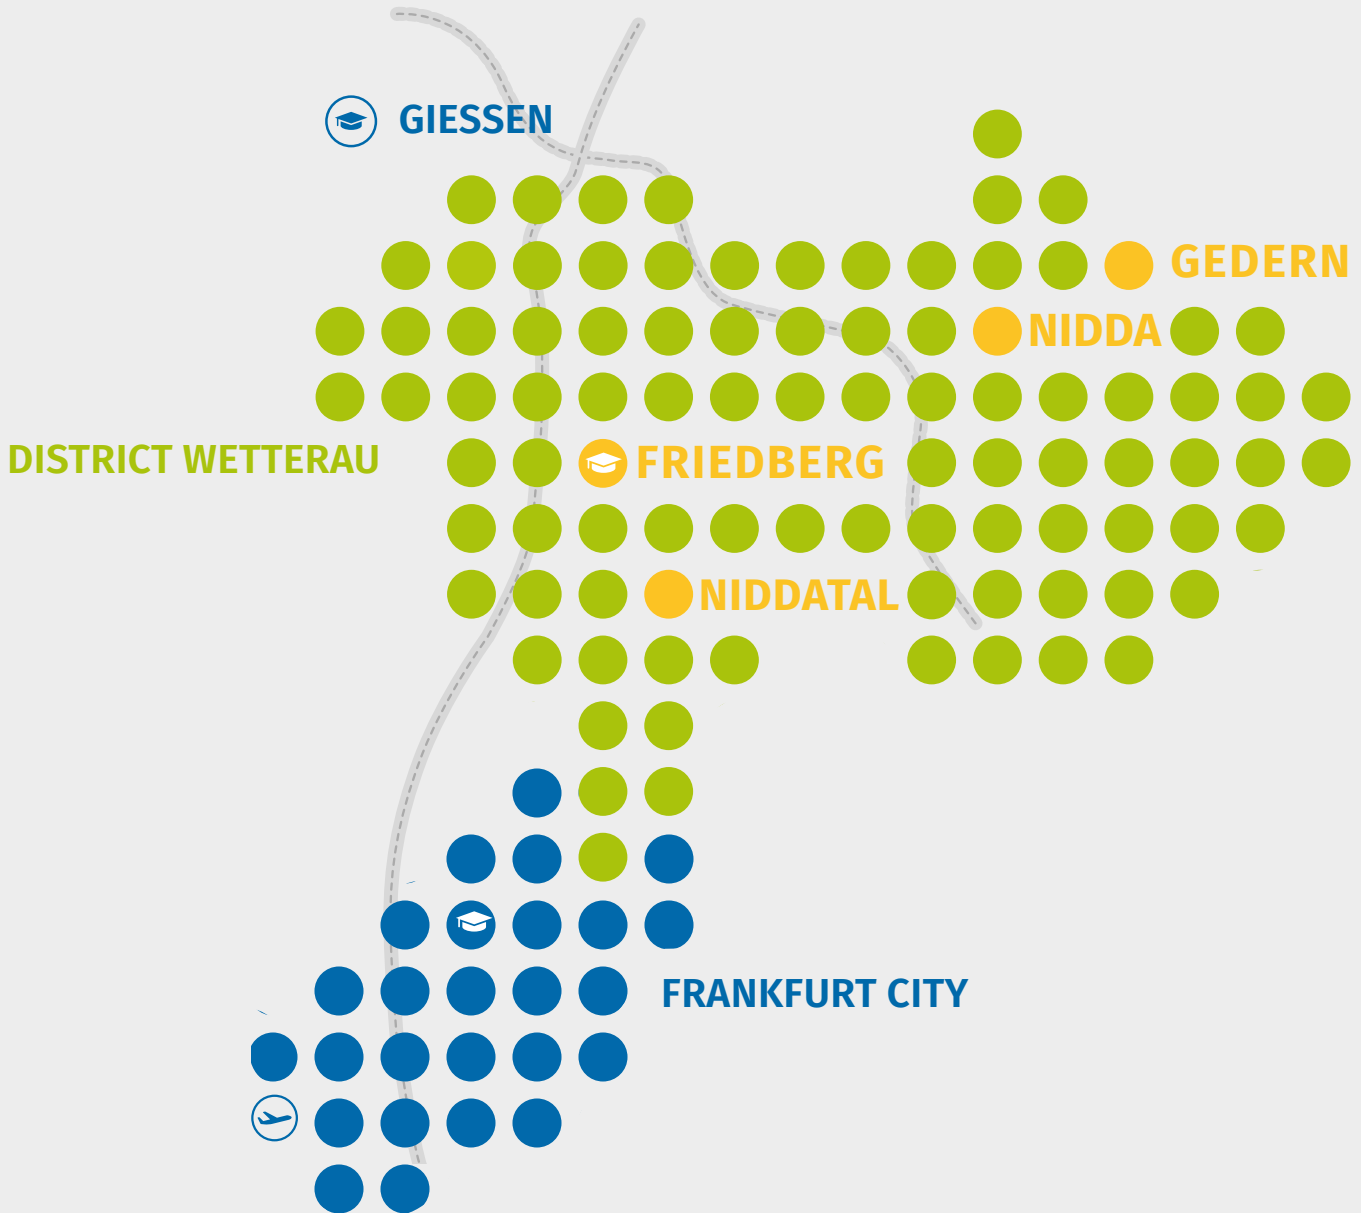 GIESSEN
GEDERN
NIDDA
DISTRICT WETTERAU
FRIEDBERG
NIDDATAL
FRANKFURT CITY